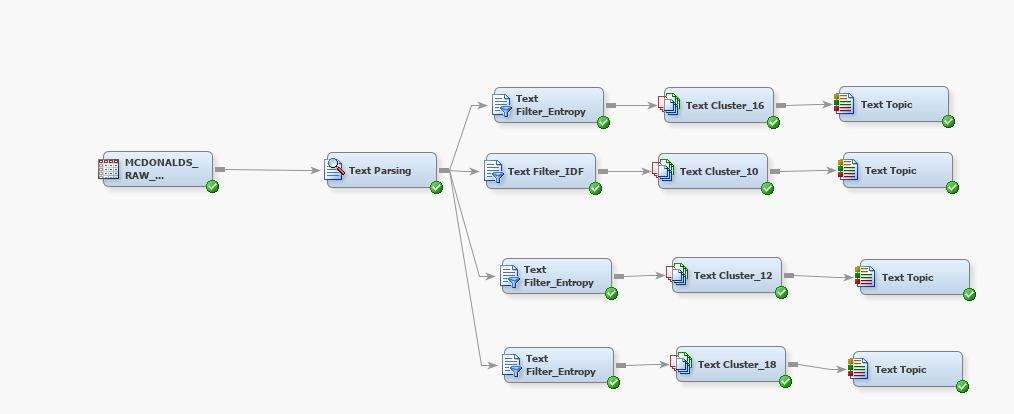 MCDONALDS_
RAW_...
Text Parsing
Text
Filter_Entropy
Text Cluster_16
Text Topic
Text Filter_IDF
Text Cluster_10
Text Topic
Text
Filter_Entropy
Text Cluster_12
Text Topic
Text
Filter_Entropy
Text Cluster_18
Text Topic